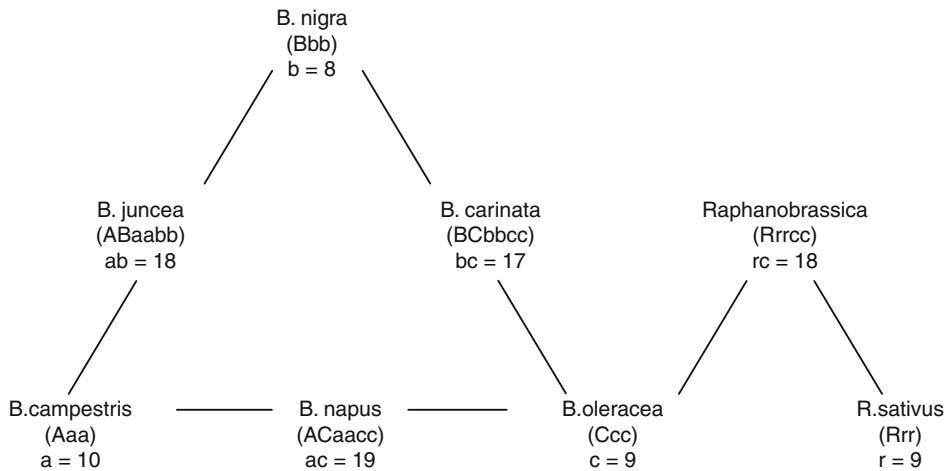 B. nigra
(Bbb)
b = 8
B. juncea
(ABaabb)
ab = 18
B. carinata
(BCbbcc)
bc = 17
Raphanobrassica
(Rrrcc)
rc = 18
B.campestris
(Aaa)
a = 10
B. napus
(ACaacc)
ac = 19
B.oleracea
(Ccc)
c = 9
R.sativus
(Rrr)
r = 9